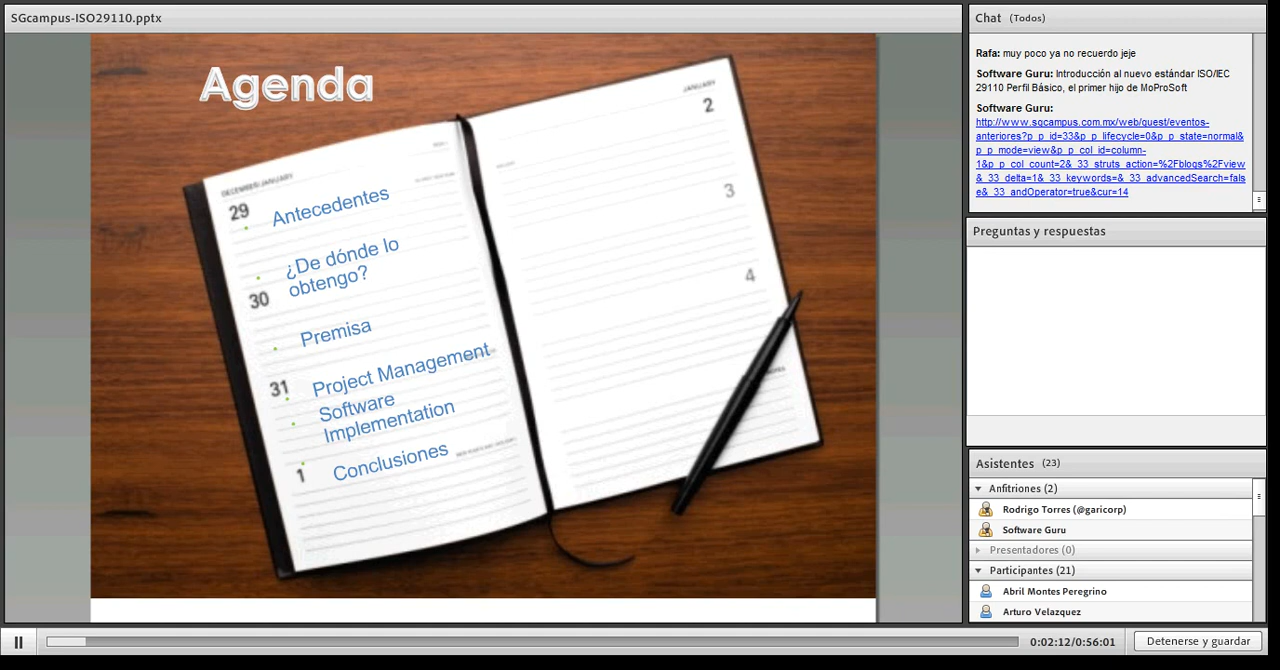 SGcampus-ISO29110.pptx
Agenda
DECEMBER/JANUARY
29
Antecedentes
¿De dónde lo
obtengo?
30
Premisa
31
Project Management
Software
Implementation
1
Conclusiones
JANUARY
2
3
4
NOTES
Chat (Todos)
Rafa: muy poco ya no recuerdo jeje
Software Guru: Introducción al nuevo estándar ISO/IEC
29110 Perfil Básico, el primer hijo de MoProSoft
Software Guru:
http://www.sgcampus.com.mx/web/guest/eventos-
anteriores?p_p_id=33&p_p_lifecycle=0&p_p_state=normal&
p_p_mode=view&p_p_col_id=column-
1&p_p_col_count=2&_33_struts_action=%2Fblogs%2Fview
&_33_delta=1&_33_keywords=&_33_advancedSearch=fals
e&_33_andOperator=true&cur=14
Preguntas y respuestas
Asistentes (23)
Anfitriones (2)
Rodrigo Torres (@garicorp)
Software Guru
Presentadores (0)
Participantes (21)
Abril Montes Peregrino
Arturo Velazquez
0:02:12/0:56:01
Detenerse y guardar